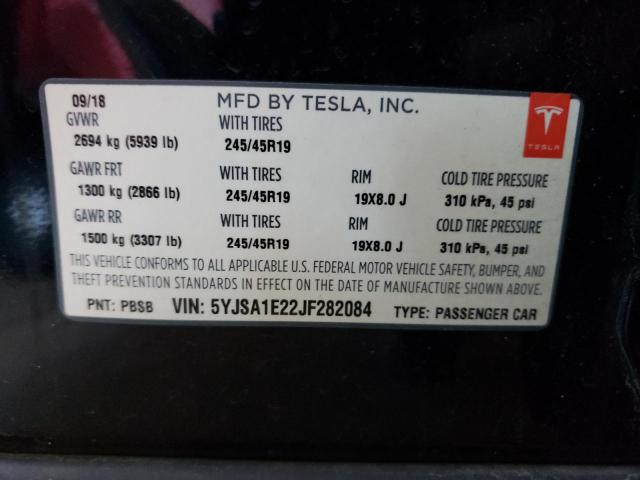 09/18 MFD BY TESLA, INC.
GVWR WITH TIRES
2694 kg (5939 lb) 245/45R19
TESLA
GAWR FRT WITH TIRES RIM COLD TIRE PRESSURE
1300 kg (2866 lb) 245/45R19 19X8.0 J 310 kPa, 45 psi
GAWR RR WITH TIRES RIM COLD TIRE PRESSURE
1500 kg (3307 lb) 245/45R19 19X8.0 J 310 kPa, 45 psi
THIS VEHICLE CONFORMS TO ALL APPLICABLE U.S. FEDERAL MOTOR VEHICLE SAFETY, BUMPER, AND
THEFT PREVENTION STANDARDS IN EFFECT ON THE DATE OF MANUFACTURE SHOWN ABOVE.
PNT: PBSB VIN: 5YJSA1E22JF282084 TYPE: PASSENGER CAR